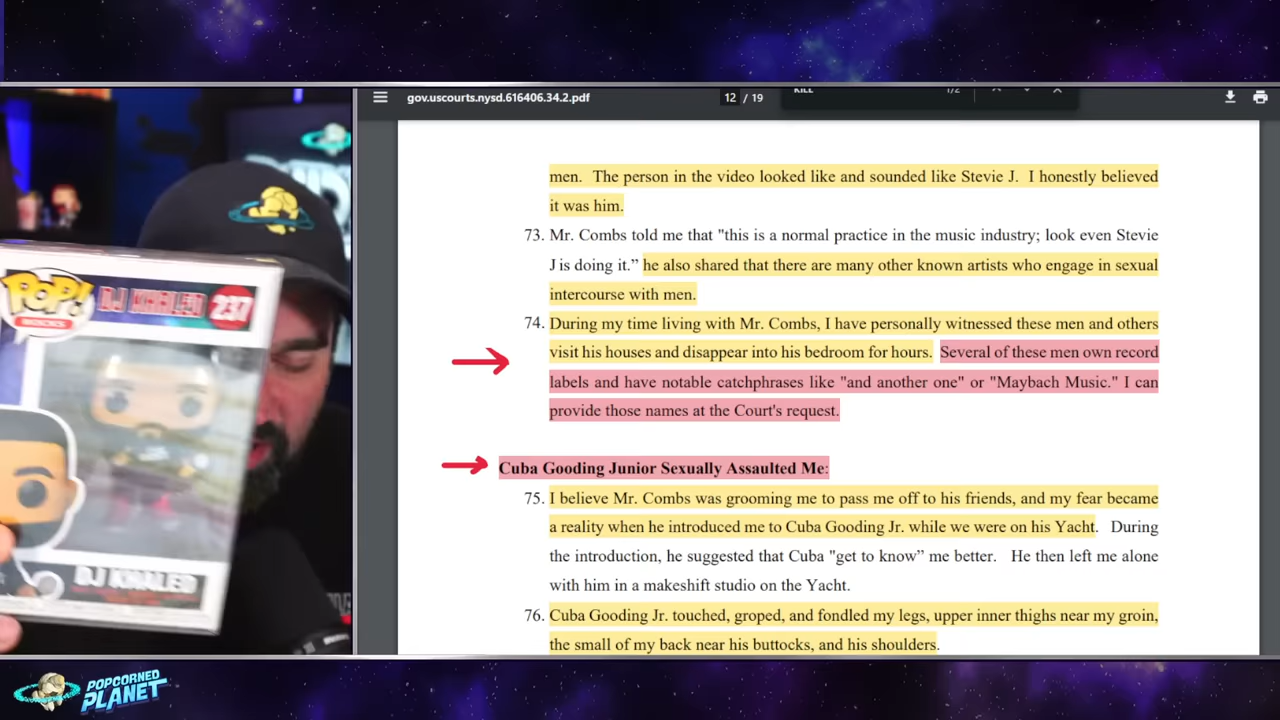 gov.uscourts.nysd.616406.34.2.pdf
12 / 19
KILL
1/2
men. The person in the video looked like and sounded like Stevie J. I honestly believed
it was him.
73. Mr. Combs told me that "this is a normal practice in the music industry; look even Stevie
J is doing it.” he also shared that there are many other known artists who engage in sexual
intercourse with men.
74. During my time living with Mr. Combs, I have personally witnessed these men and others
visit his houses and disappear into his bedroom for hours. Several of these men own record
labels and have notable catchphrases like "and another one" or "Maybach Music." I can
provide those names at the Court's request.
Cuba Gooding Junior Sexually Assaulted Me:
75. I believe Mr. Combs was grooming me to pass me off to his friends, and my fear became
a reality when he introduced me to Cuba Gooding Jr. while we were on his Yacht. During
the introduction, he suggested that Cuba "get to know” me better. He then left me alone
with him in a makeshift studio on the Yacht.
76. Cuba Gooding Jr. touched, groped, and fondled my legs, upper inner thighs near my groin,
the small of my back near his buttocks, and his shoulders.
POP!
ROCKS
DJ KHALED 237
DJ KHALED
POPCORNED
PLANET